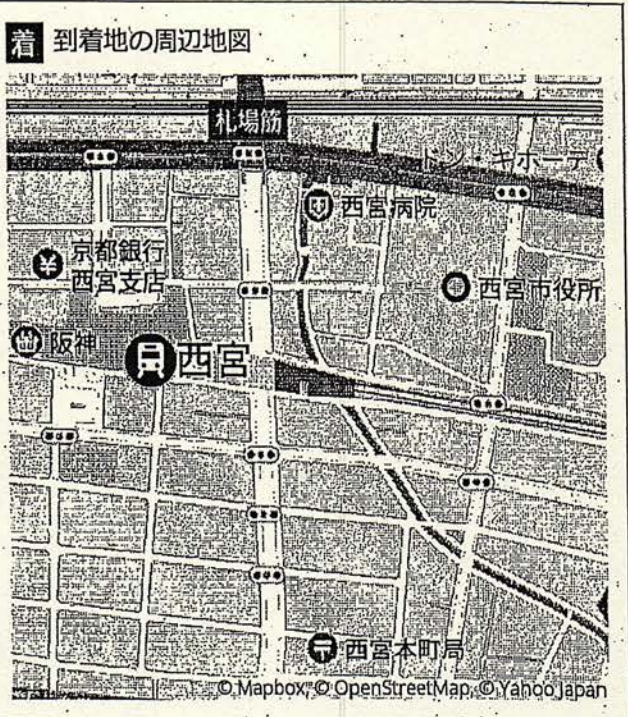 着 到着地の周辺地図
札場筋
ドン・キホーテ
西宮病院
京都銀行
西宮支店
西宮市役所
阪神
西宮
西宮本町局
© Mapbox, © OpenStreetMap, © Yahoo Japan